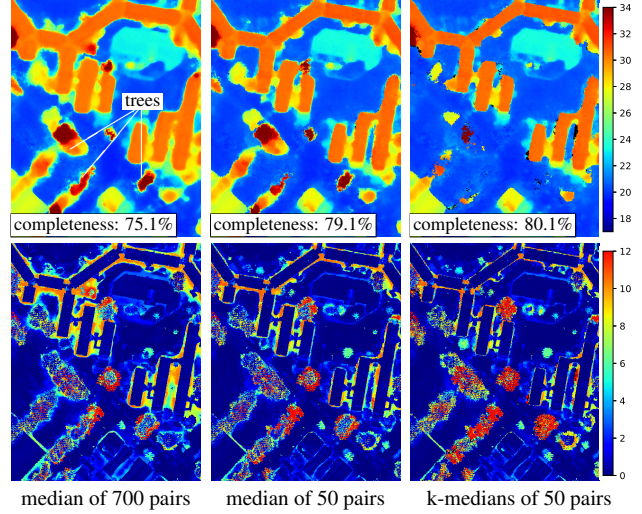 trees
completeness: 75.1%
completeness: 79.1%
completeness: 80.1%
34
32
30
28
26
24
22
20
18
12
10
8
6
4
2
0
median of 700 pairs
median of 50 pairs
k-medians of 50 pairs